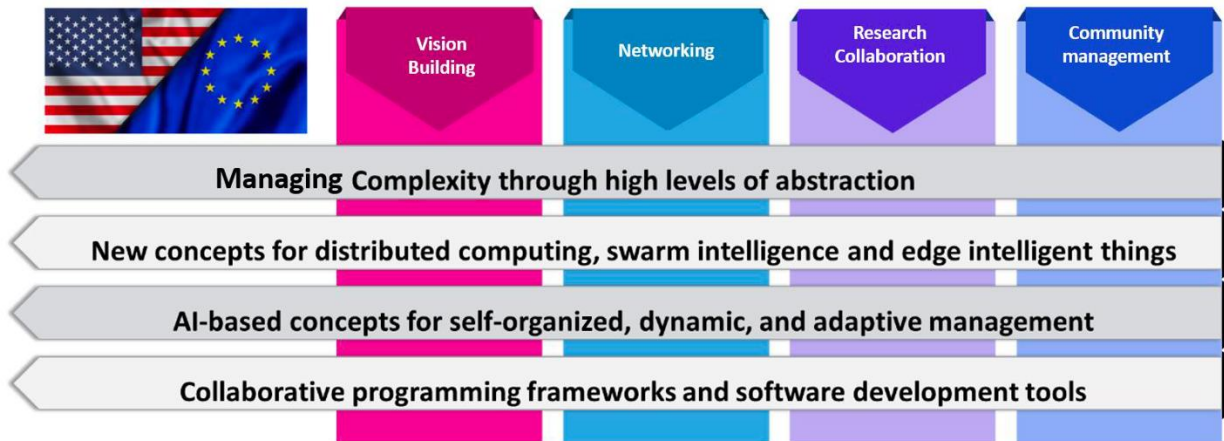 Vision
Building
Networking
Research
Collaboration
Community
management
Managing Complexity through high levels of abstraction
New concepts for distributed computing, swarm intelligence and edge intelligent things
AI-based concepts for self-organized, dynamic, and adaptive management
Collaborative programming frameworks and software development tools